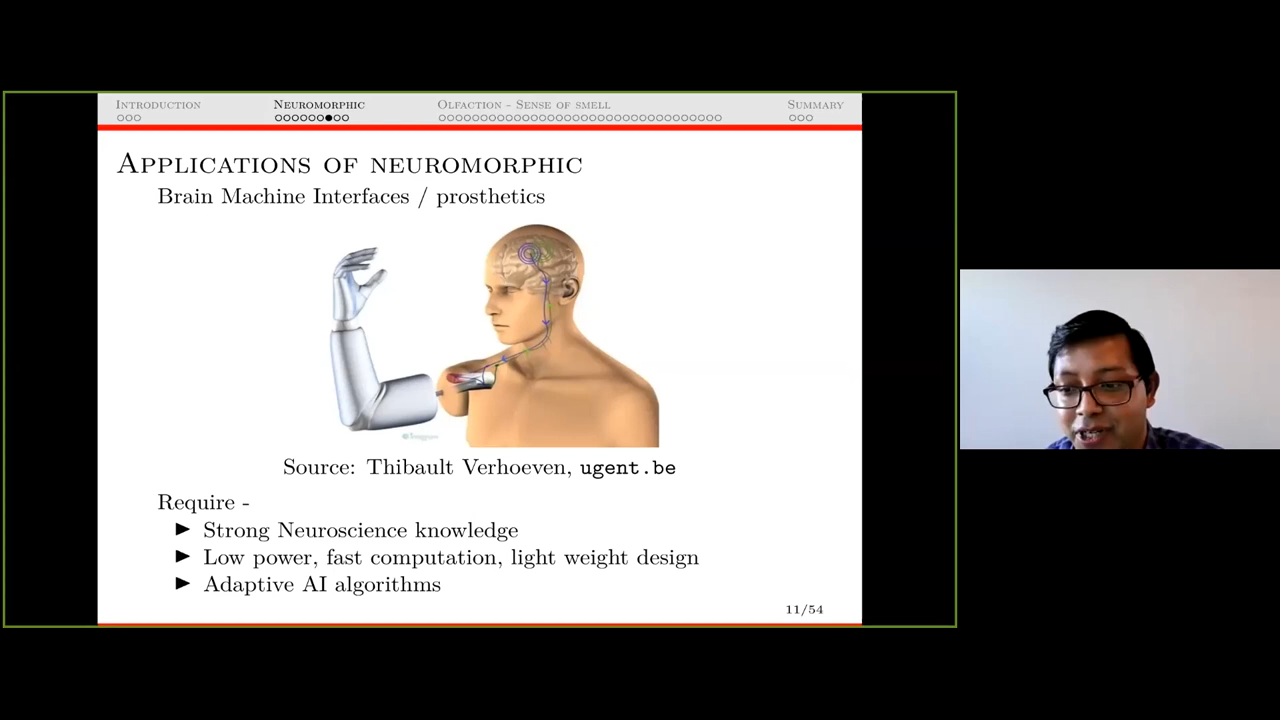 INTRODUCTION NEUROMORPHIC OLFACTION - SENSE OF SMELL SUMMARY
APPLICATIONS OF NEUROMORPHIC
Brain Machine Interfaces / prosthetics
Source: Thibault Verhoeven, ugent.be
Require -
► Strong Neuroscience knowledge
► Low power, fast computation, light weight design
► Adaptive AI algorithms
11/54